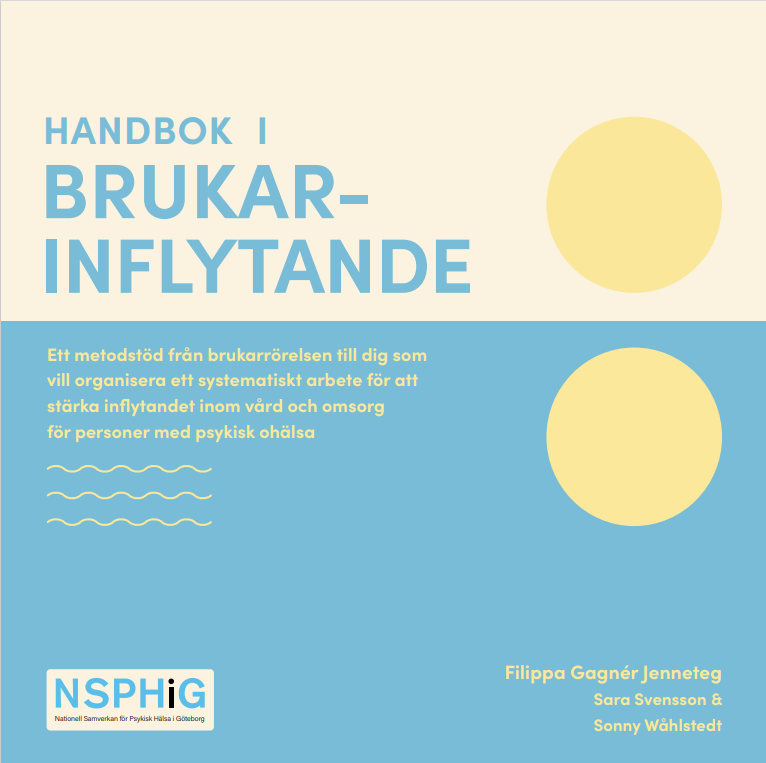 HANDBOK I
BRUKAR-
INFLYTANDE
Ett metodstöd från brukarrörelsen till dig som
vill organisera ett systematiskt arbete för att
stärka inflytandet inom vård och omsorg
för personer med psykisk ohälsa
NSPHiG
Nationell Samverkan för Psykisk Hälsa i Göteborg
Filippa Gagnér Jenneteg
Sara Svensson &
Sonny Wåhlstedt